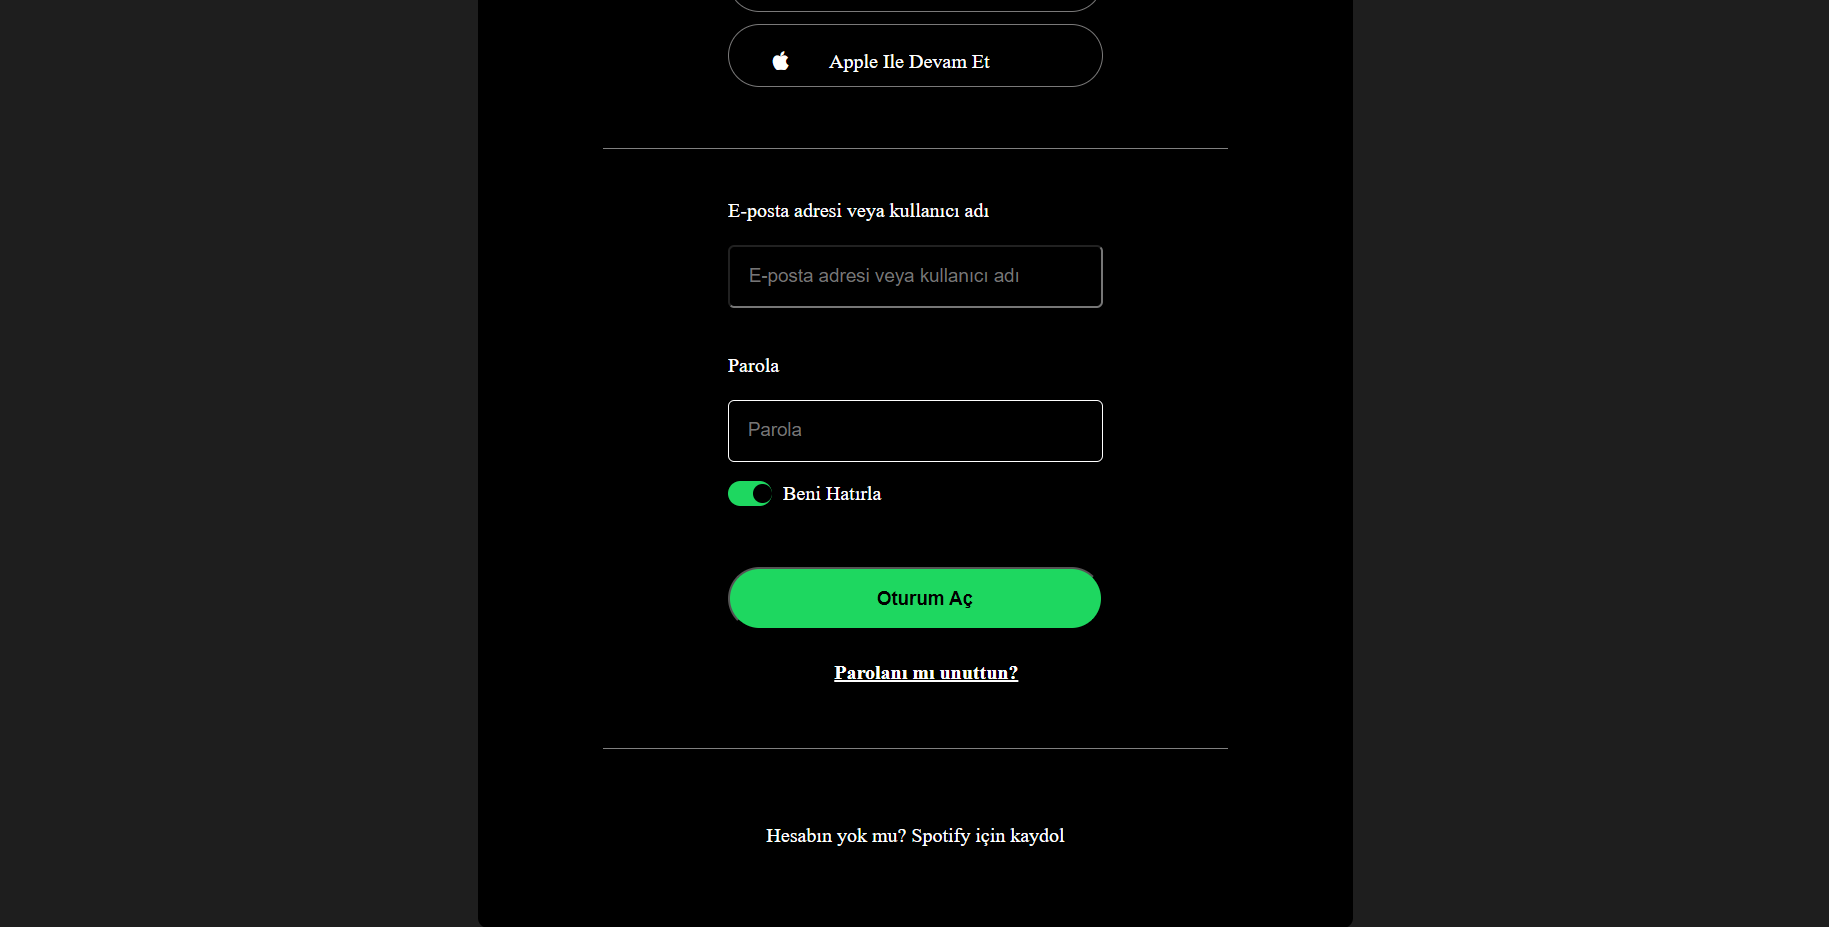 Apple Ile Devam Et
E-posta adresi veya kullanıcı adı
E-posta adresi veya kullanıcı adı
Parola
Parola
Beni Hatırla
Oturum Aç
Parolanı mı unuttun?
Hesabın yok mu? Spotify için kaydol